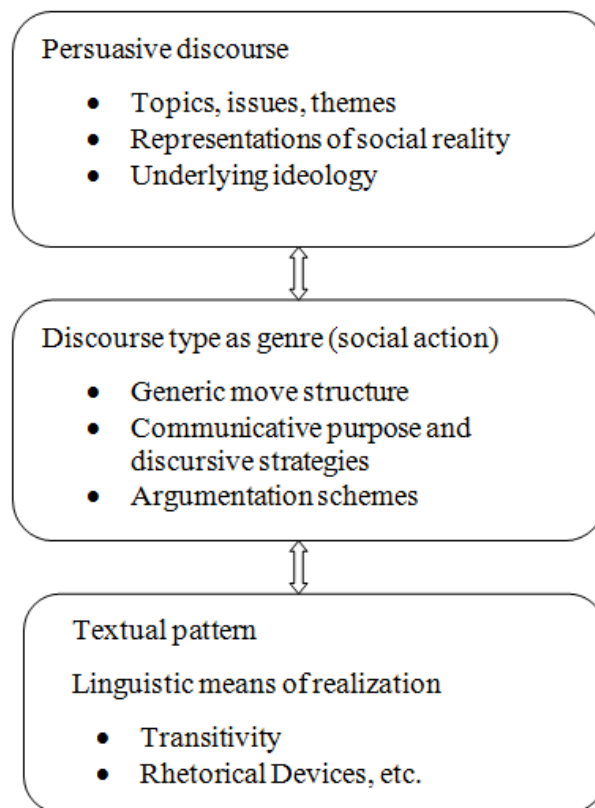 Persuasive discourse
● Topics, issues, themes
● Representations of social reality
● Underlying ideology
Discourse type as genre (social action)
● Generic move structure
● Communicative purpose and
discursive strategies
● Argumentation schemes
Textual pattern
Linguistic means of realization
● Transitivity
● Rhetorical Devices, etc.